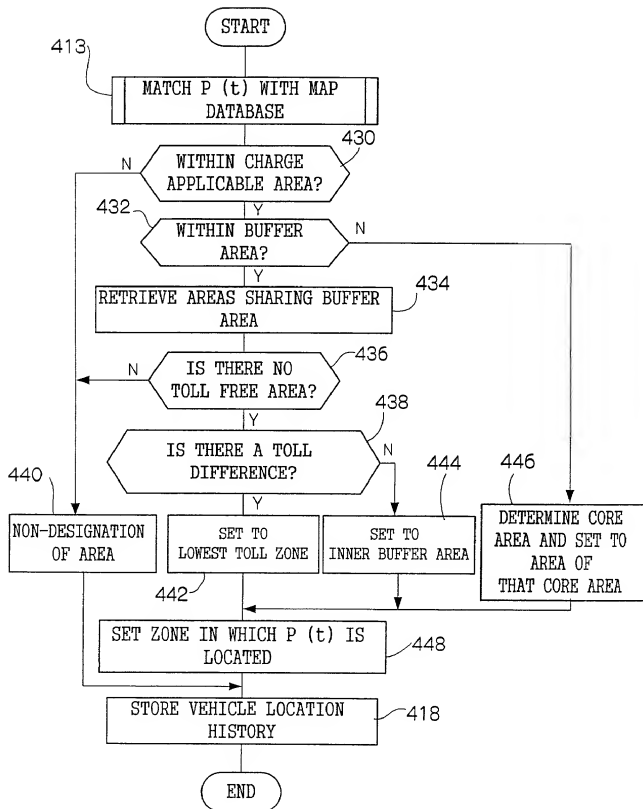 START
413
MATCH P (t) WITH MAP
DATABASE
430
N
WITHIN CHARGE
APPLICABLE AREA?
432
Y
N
WITHIN BUFFER
AREA?
Y
RETRIEVE AREAS SHARING BUFFER
AREA
434
436
N
IS THERE NO
TOLL FREE AREA?
Y
438
IS THERE A TOLL
DIFFERENCE?
N
440
Y
444
446
NON-DESIGNATION
OF AREA
SET TO
LOWEST TOLL ZONE
442
SET TO
INNER BUFFER AREA
DETERMINE CORE
AREA AND SET TO
AREA OF
THAT CORE AREA
SET ZONE IN WHICH P (t) IS
LOCATED
448
STORE VEHICLE LOCATION
HISTORY
418
END